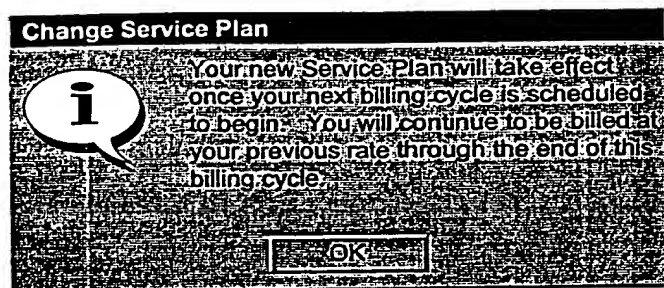 Change Service Plan
i
Your new Service Plan will take effect
once your next billing cycle is scheduled
to begin. You will continue to be billed at
your previous rate through the end of this
billing cycle.
OK